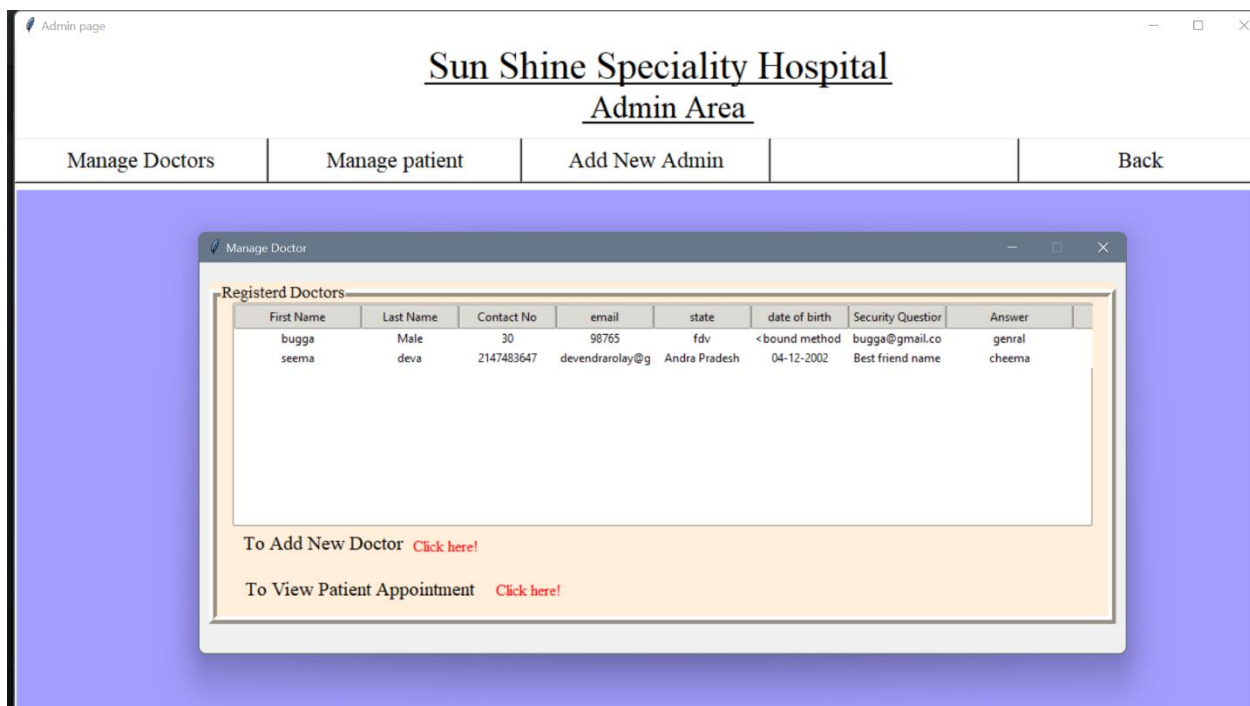 Admin page
Sun Shine Speciality Hospital
Admin Area
Manage Doctors Manage patient Add New Admin Back
Manage Doctor
Registerd Doctors
First Name Last Name Contact No email state date of birth Security Questior Answer
bugga Male 30 98765 fdv <bound method bugga@gmail.co genral
seema deva 2147483647 devendrarolay@g Andra Pradesh 04-12-2002 Best friend name cheema
To Add New Doctor Click here!
To View Patient Appointment Click here!